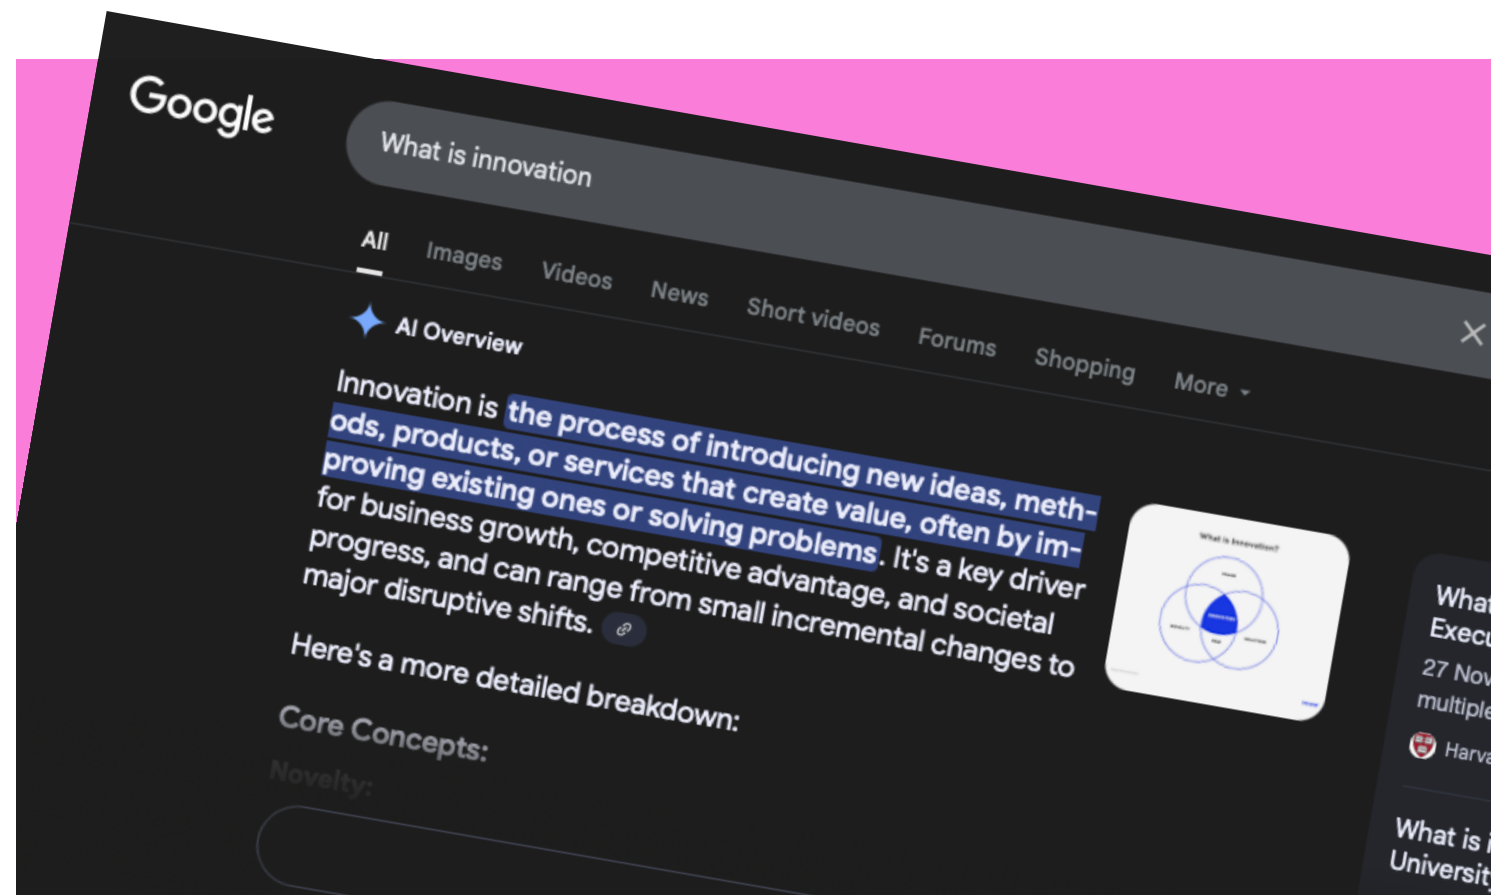 Google
What is innovation
All Images Videos News Short videos Forums Shopping More
AI Overview
Innovation is the process of introducing new ideas, meth-
ods, products, or services that create value, often by im-
proving existing ones or solving problems. It's a key driver
for business growth, competitive advantage, and societal
progress, and can range from small incremental changes to
major disruptive shifts.
Here's a more detailed breakdown:
Core Concepts:
Novelty:
What is Innovation?
What
Execu
27 Nov
multiple
Harva
What is i
Universit